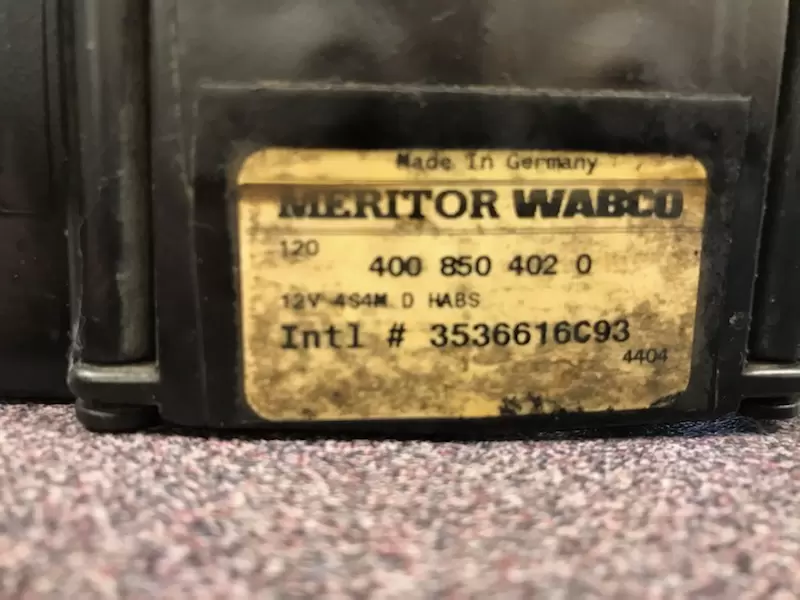 Made In Germany
MERITOR WABCO
120
400 850 402 0
12V 4S4M D HABS
Intl # 3536616C93
4404